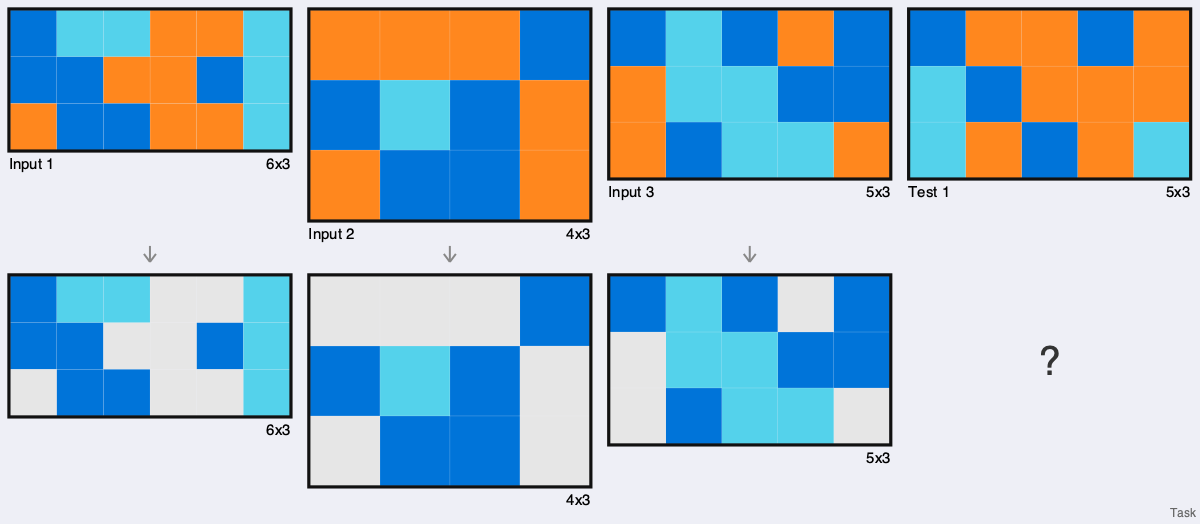 Input 1 6x3
Input 2 4x3
Input 3 5x3
Test 1 5x3
6x3
4x3
5x3
?
Task